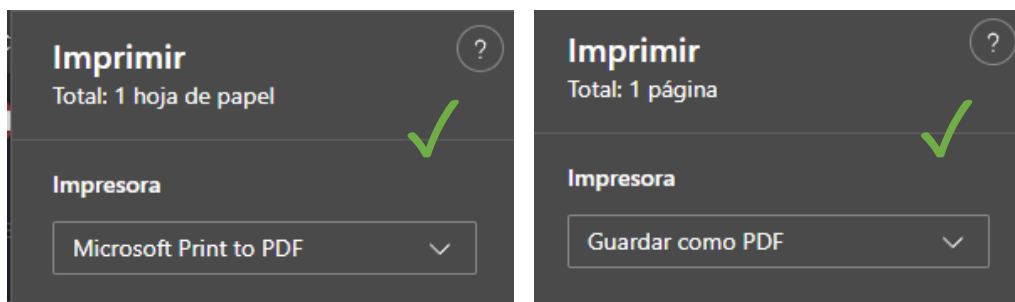 Imprimir
?
Total: 1 hoja de papel
Impresora
Microsoft Print to PDF
Imprimir
?
Total: 1 página
Impresora
Guardar como PDF